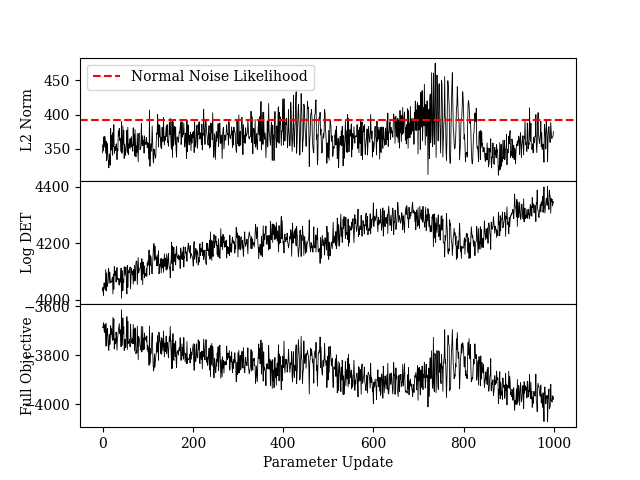 Normal Noise Likelihood
L2 Norm
450
400
350
Log DET
4400
4200
4000
Full Objective
−3600
−3800
−4000
0 200 400 600 800 1000
Parameter Update